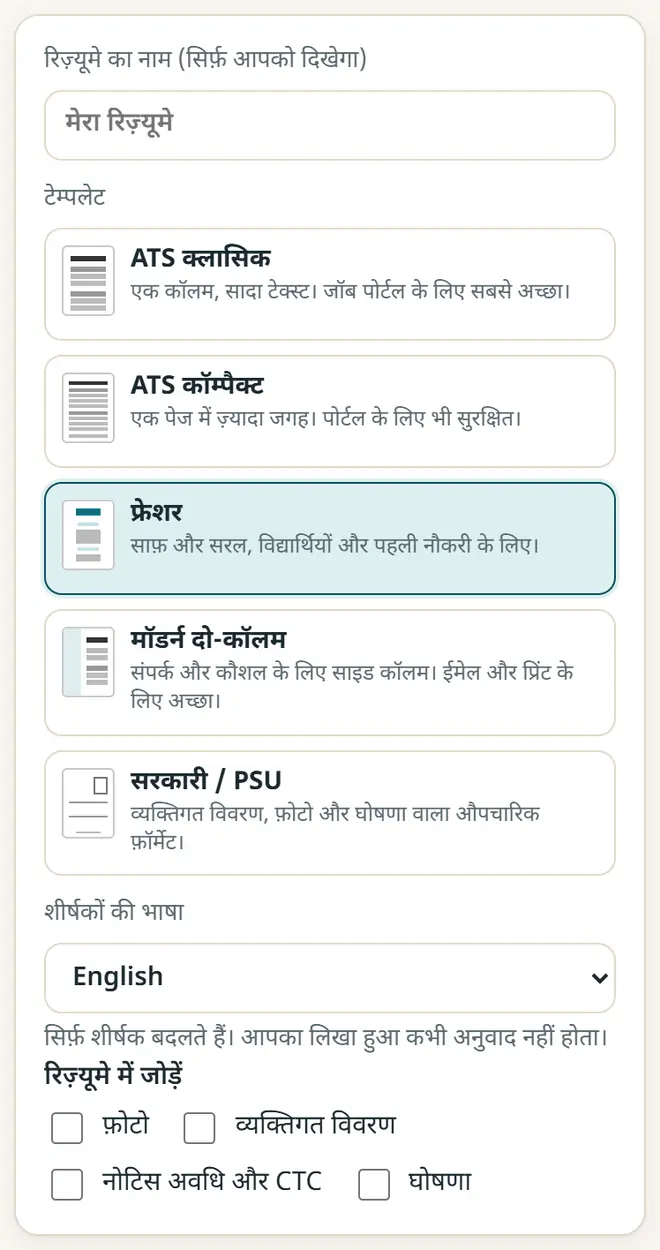 रिज़्यूमे का नाम (सिर्फ़ आपको दिखेगा)
मेरा रिज़्यूमे
टेम्पलेट
ATS क्लासिक
एक कॉलम, सादा टेक्स्ट। जॉब पोर्टल के लिए सबसे अच्छा।
ATS कॉम्पैक्ट
एक पेज में ज़्यादा जगह। पोर्टल के लिए भी सुरक्षित।
फ्रेशर
साफ़ और सरल, विद्यार्थियों और पहली नौकरी के लिए।
मॉडर्न दो-कॉलम
संपर्क और कौशल के लिए साइड कॉलम। ईमेल और प्रिंट के
लिए अच्छा।
सरकारी / PSU
व्यक्तिगत विवरण, फ़ोटो और घोषणा वाला औपचारिक
फ़ॉर्मेट।
शीर्षकों की भाषा
English
सिर्फ़ शीर्षक बदलते हैं। आपका लिखा हुआ कभी अनुवाद नहीं होता।
रिज़्यूमे में जोड़ें
फ़ोटो व्यक्तिगत विवरण
नोटिस अवधि और CTC घोषणा